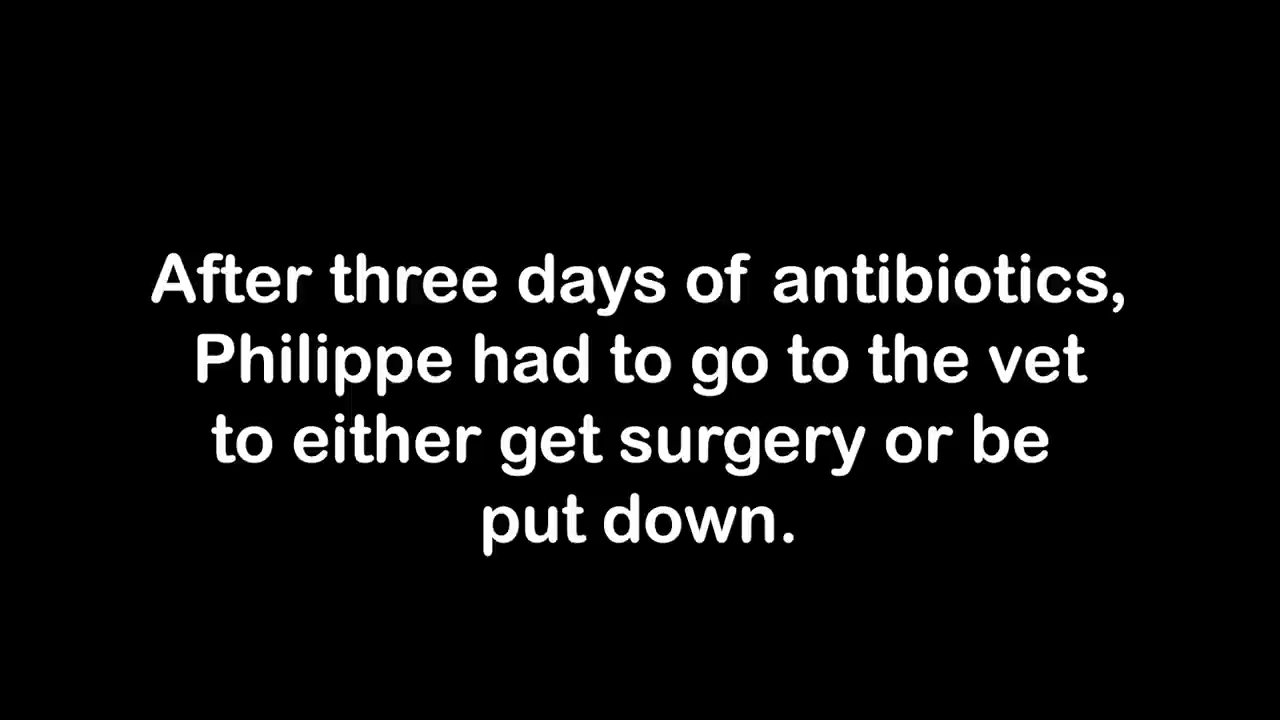 After three days of antibiotics,
Philippe had to go to the vet
to either get surgery or be
put down.